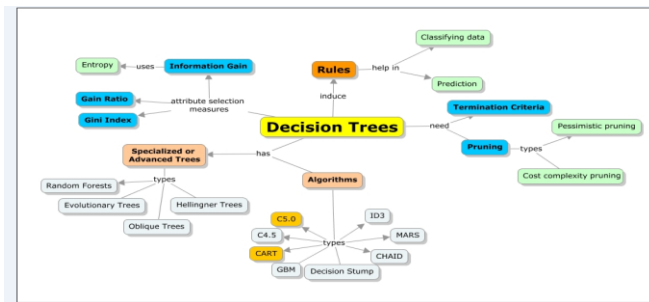 Classifying data
Entropy
uses
Information Gain
Rules
help in
Prediction
Gain Ratio
attribute selection
measures
induce
Gini Index
Termination Criteria
Decision Trees
need
Pessimistic pruning
Specialized or
Advanced Trees
has
Pruning
types
Cost complexity pruning
Algorithms
types
Random Forests
Evolutionary Trees
Hellingner Trees
Oblique Trees
C5.0
ID3
C4.5
MARS
types
CART
CHAID
GBM
Decision Stump